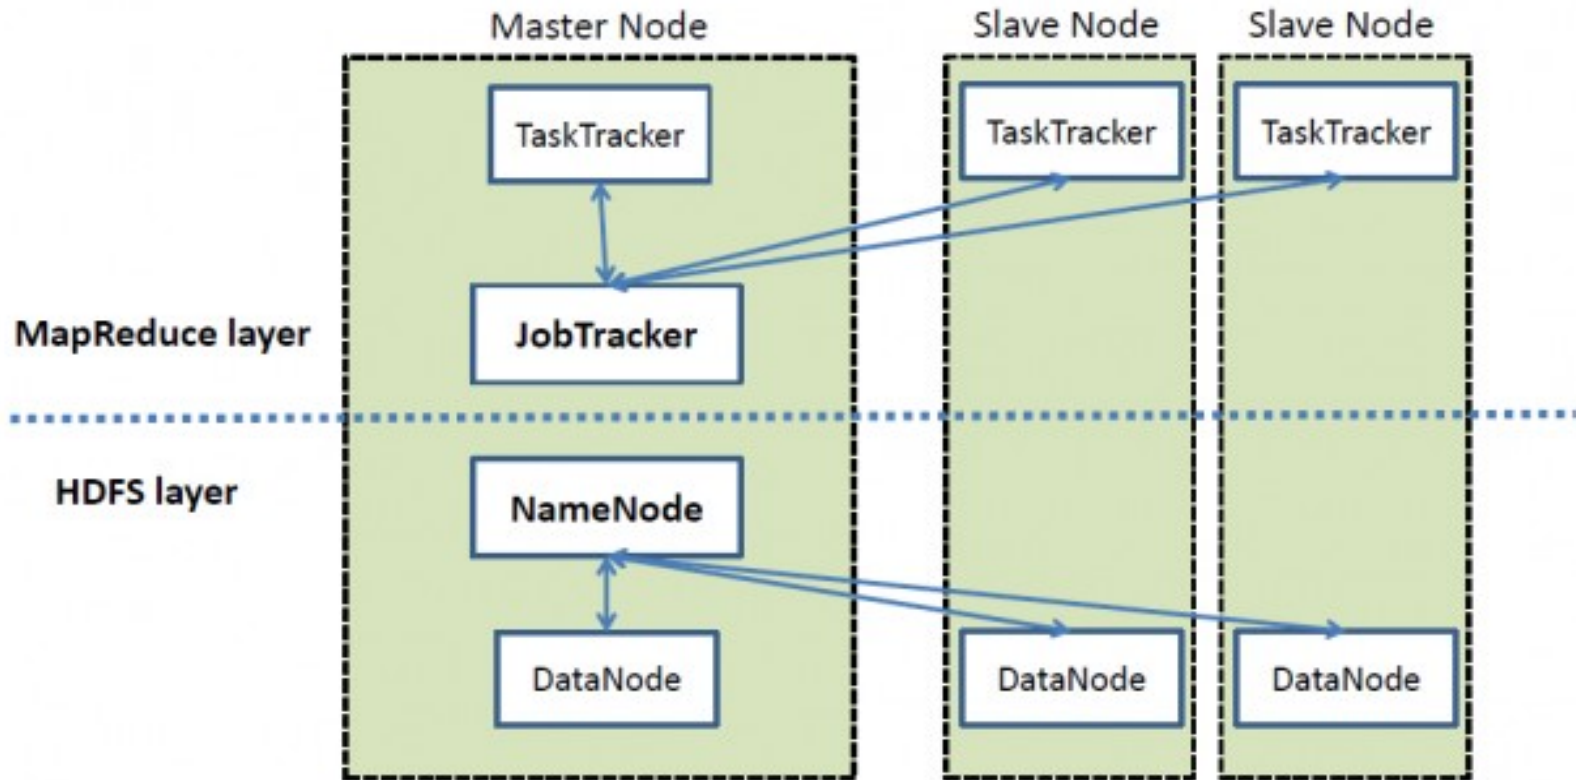 Master Node
Slave Node
Slave Node
TaskTracker
TaskTracker
TaskTracker
MapReduce layer
JobTracker
HDFS layer
NameNode
DataNode
DataNode
DataNode